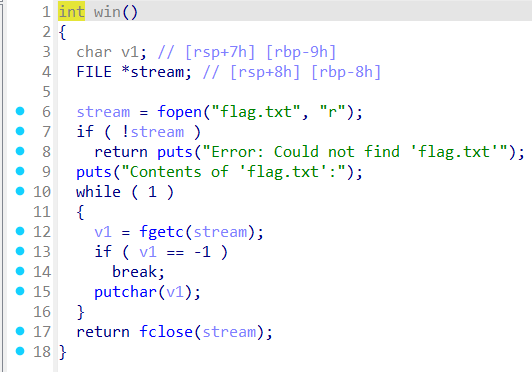 1 int win()
2 {
3   char v1; // [rsp+7h] [rbp-9h]
4   FILE *stream; // [rsp+8h] [rbp-8h]
5
6   stream = fopen("flag.txt", "r");
7   if ( !stream )
8     return puts("Error: Could not find 'flag.txt'");
9   puts("Contents of 'flag.txt':");
10   while ( 1 )
11   {
12     v1 = fgetc(stream);
13     if ( v1 == -1 )
14       break;
15     putchar(v1);
16   }
17   return fclose(stream);
18 }